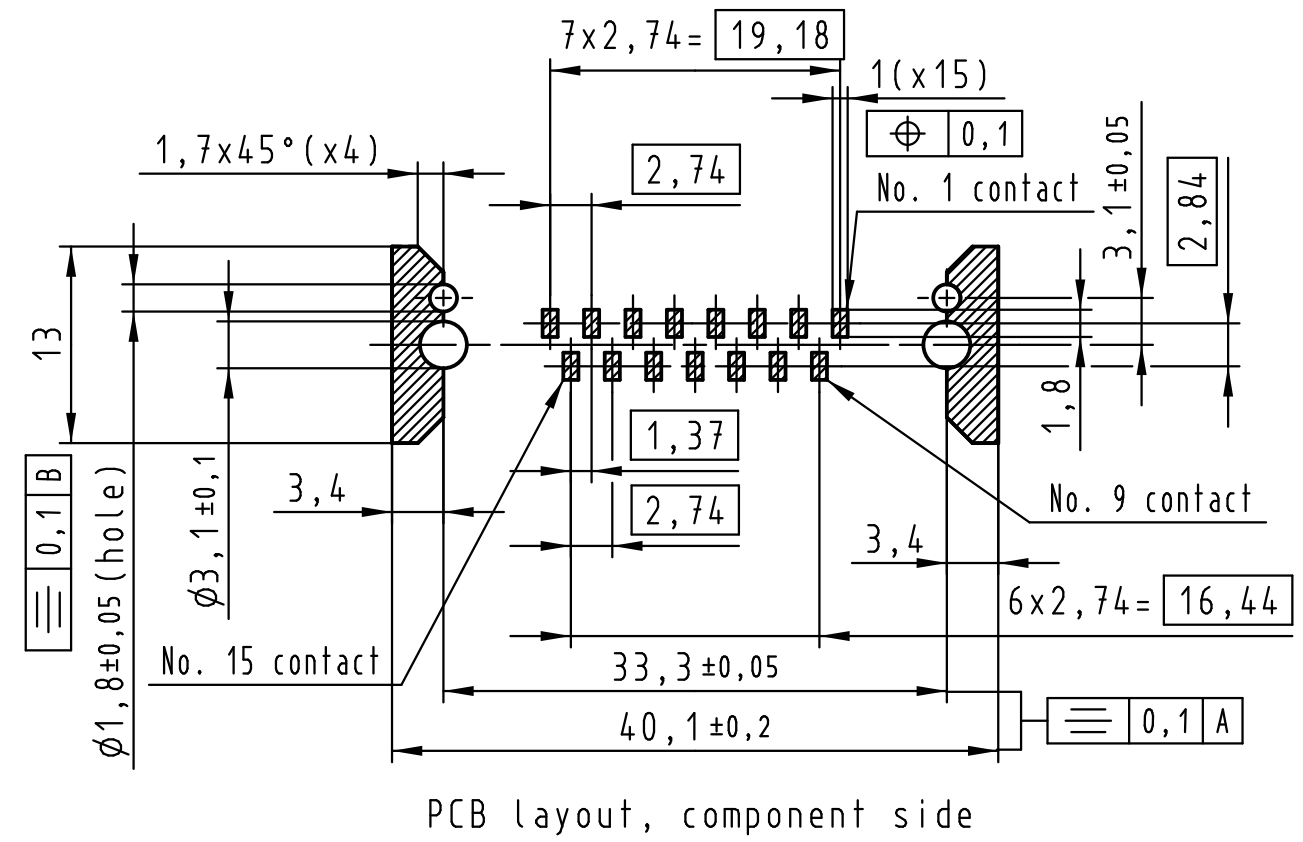 7x2,74= 19,18
1(x15)
⌖ 0,1
1,7x45°(x4)
2,74
No. 1 contact
3,1±0,05
2,84
13
1,8
1,37
3,4
2,74
No. 9 contact
⌯ 0,1 B
ø1,8±0,05(hole)
ø3,1±0,1
3,4
6x2,74= 16,44
No. 15 contact
33,3±0,05
40,1±0,2
⌯ 0,1 A
PCB layout, component side